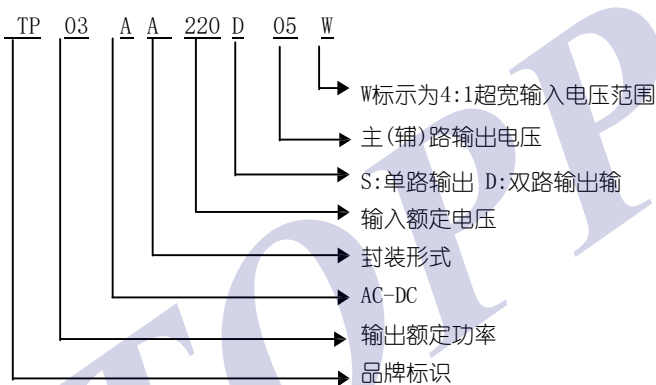 TP 03 A A 220 D 05 W
W标示为4:1超宽输入电压范围
主(辅)路输出电压
S:单路输出 D:双路输出输
输入额定电压
封装形式
AC-DC
输出额定功率
品牌标识
TOPP